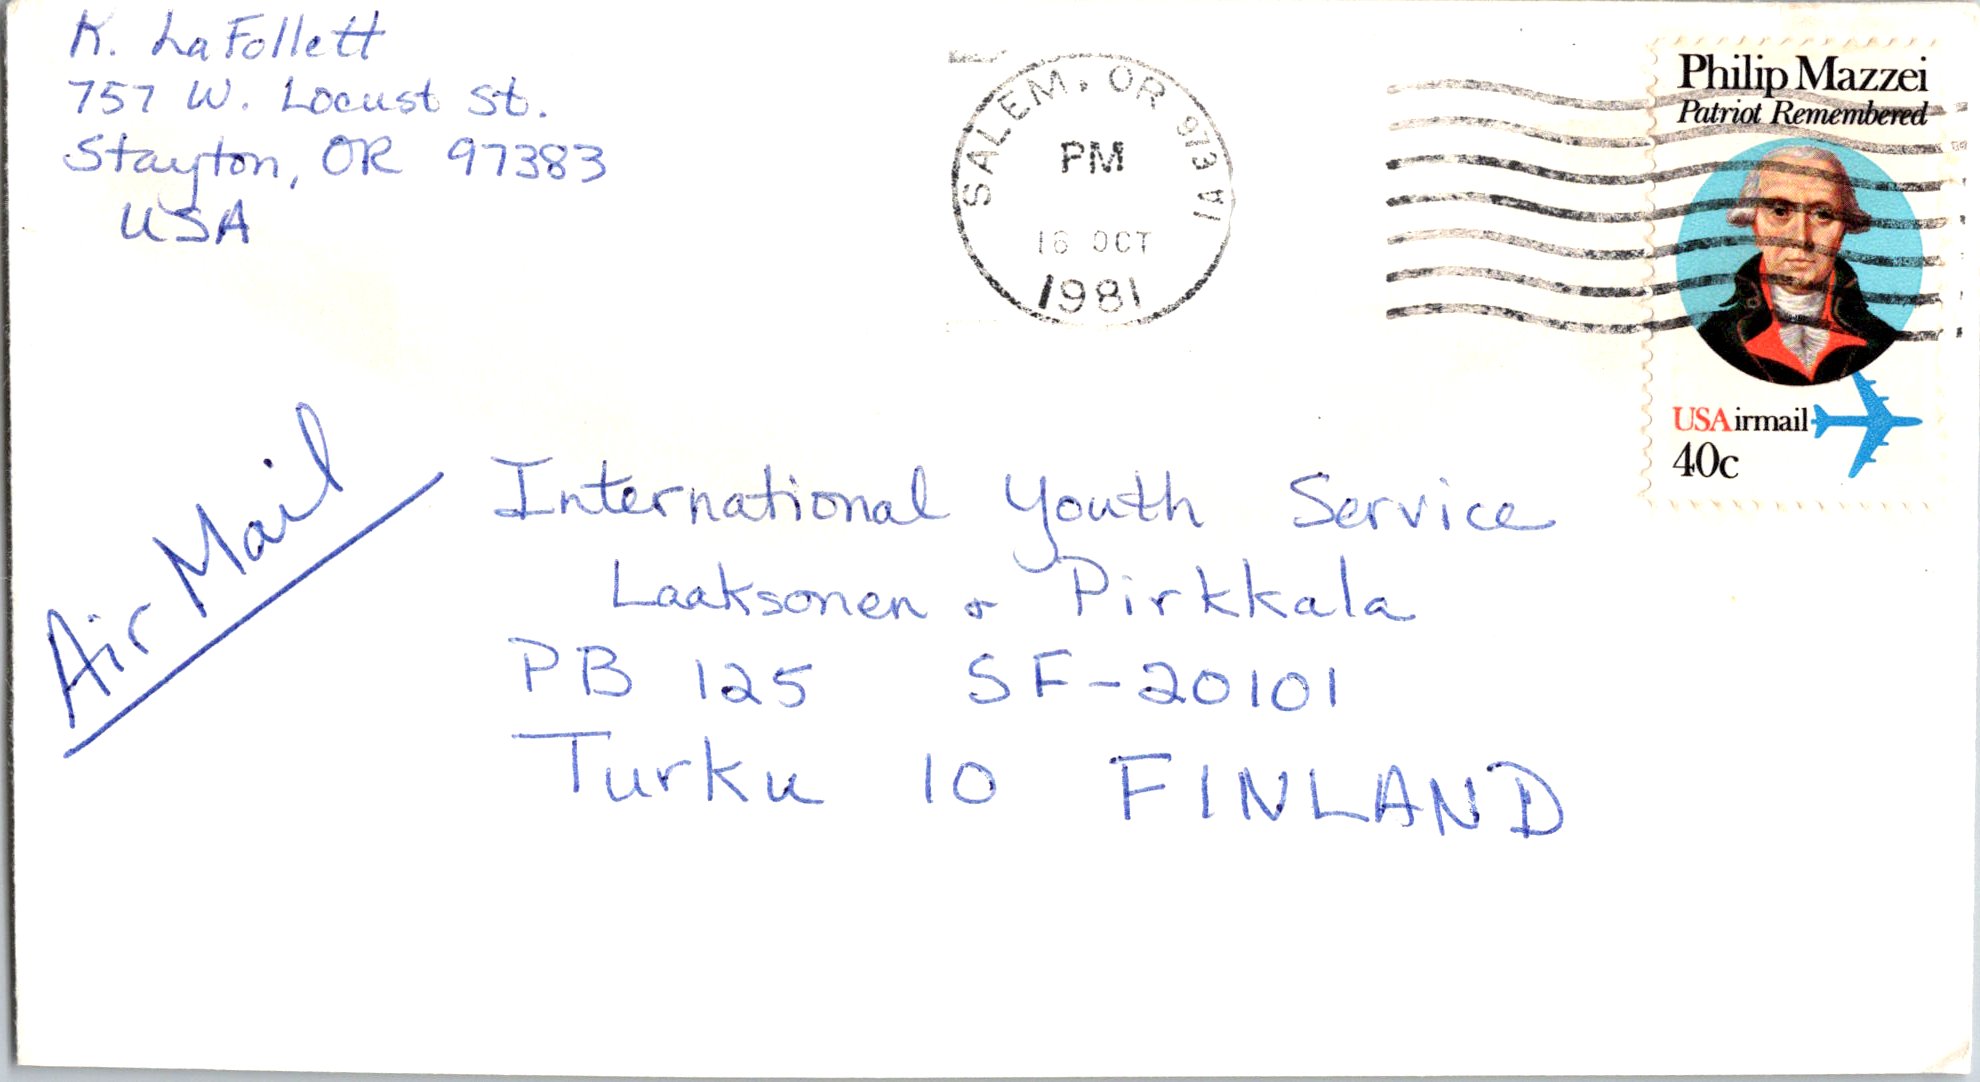 K. LaFollett
757 W. Locust St.
Stayton, OR 97383
USA
SALEM, OR 973 1A
PM
16 OCT
1981
Philip Mazzei
Patriot Remembered
USAirmail
40c
Air Mail
International Youth Service
Laaksonen & Pirkkala
PB 125 SF-20101
Turku 10 FINLAND